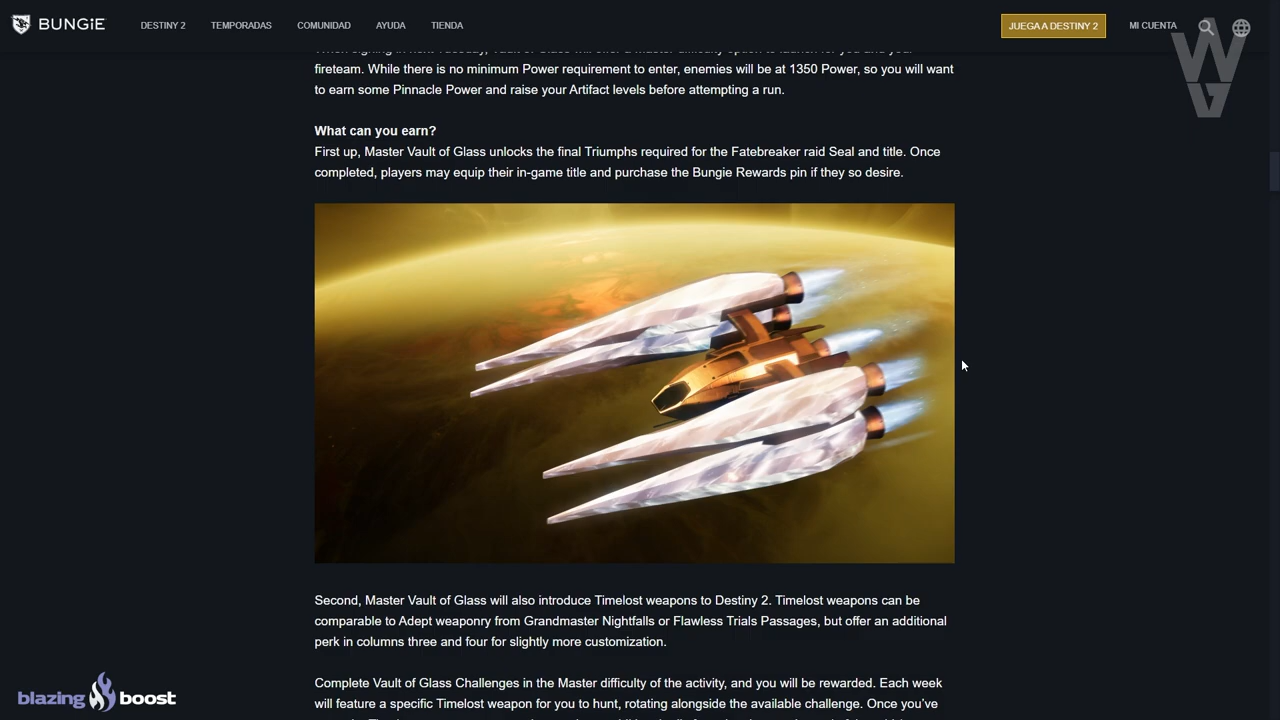 BUNGiE
DESTINY 2
TEMPORADAS
COMUNIDAD
AYUDA
TIENDA
JUEGA A DESTINY 2
MI CUENTA
fireteam. While there is no minimum Power requirement to enter, enemies will be at 1350 Power, so you will want
to earn some Pinnacle Power and raise your Artifact levels before attempting a run.
What can you earn?
First up, Master Vault of Glass unlocks the final Triumphs required for the Fatebreaker raid Seal and title. Once
completed, players may equip their in-game title and purchase the Bungie Rewards pin if they so desire.
Second, Master Vault of Glass will also introduce Timelost weapons to Destiny 2. Timelost weapons can be
comparable to Adept weaponry from Grandmaster Nightfalls or Flawless Trials Passages, but offer an additional
perk in columns three and four for slightly more customization.
Complete Vault of Glass Challenges in the Master difficulty of the activity, and you will be rewarded. Each week
will feature a specific Timelost weapon for you to hunt, rotating alongside the available challenge. Once you've
blazing boost